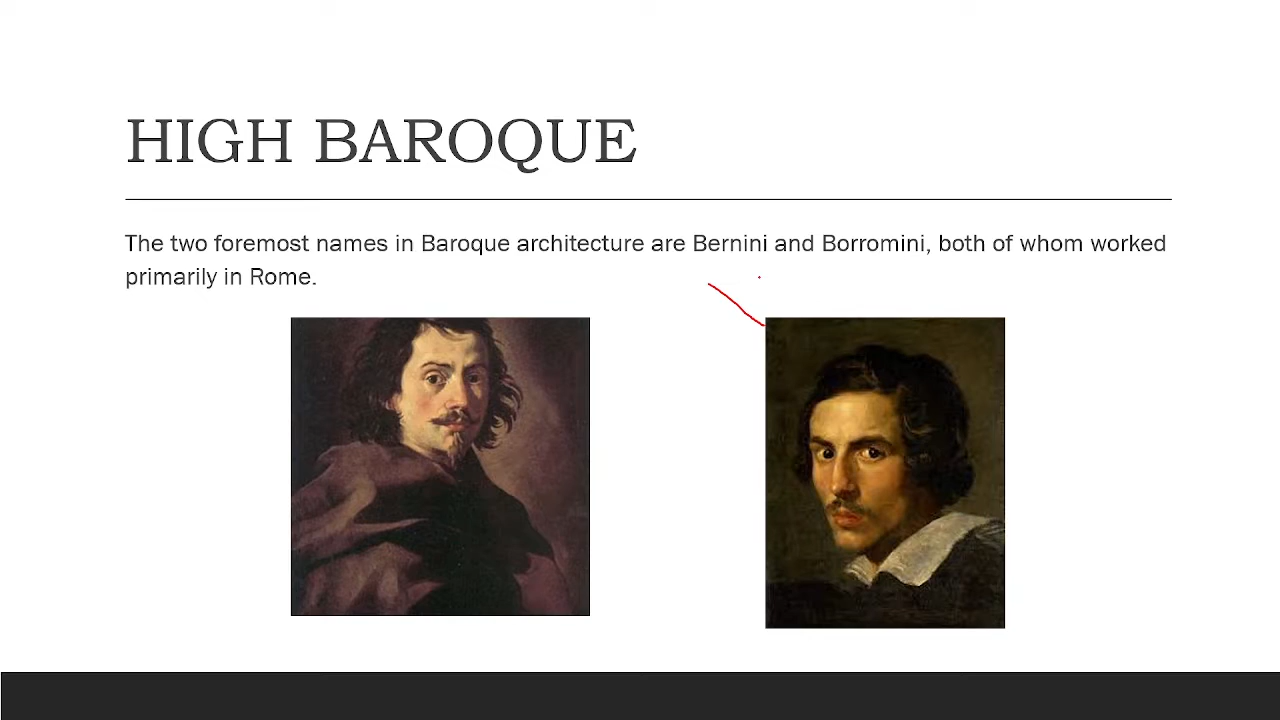 HIGH BAROQUE
The two foremost names in Baroque architecture are Bernini and Borromini, both of whom worked
primarily in Rome.